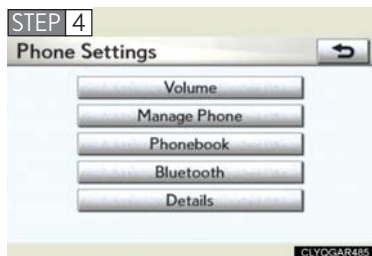 STEP 4
Phone Settings
Volume
Manage Phone
Phonebook
Bluetooth
Details
CLYOGAR485